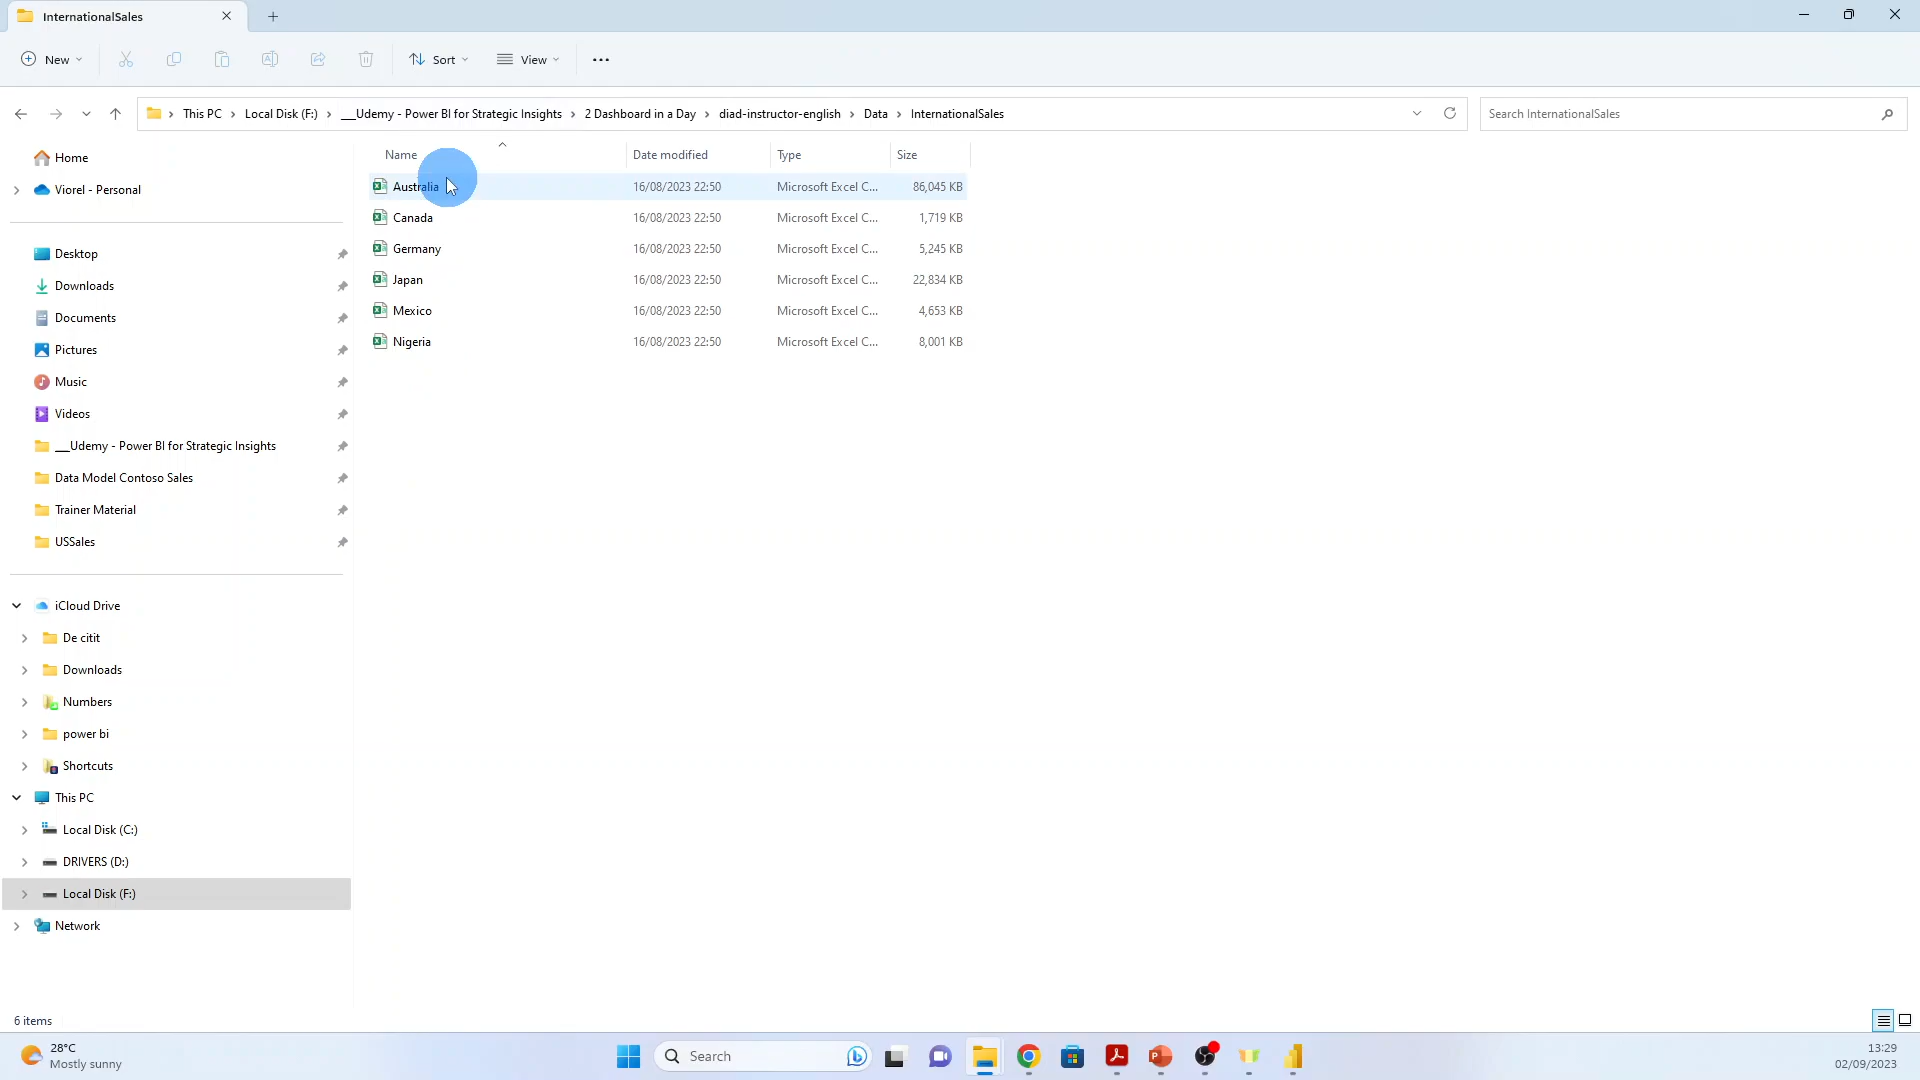 InternationalSales
New
Sort
View
This PC
Local Disk (F:)
___Udemy - Power BI for Strategic Insights
2 Dashboard in a Day
diad-instructor-english
Data
InternationalSales
Search InternationalSales
Name Date modified Type Size
Australia 16/08/2023 22:50 Microsoft Excel C... 86,045 KB
Canada 16/08/2023 22:50 Microsoft Excel C... 1,719 KB
Germany 16/08/2023 22:50 Microsoft Excel C... 5,245 KB
Japan 16/08/2023 22:50 Microsoft Excel C... 22,834 KB
Mexico 16/08/2023 22:50 Microsoft Excel C... 4,653 KB
Nigeria 16/08/2023 22:50 Microsoft Excel C... 8,001 KB
Home
Viorel - Personal
Desktop
Downloads
Documents
Pictures
Music
Videos
___Udemy - Power BI for Strategic Insights
Data Model Contoso Sales
Trainer Material
USSales
iCloud Drive
De citit
Downloads
Numbers
power bi
Shortcuts
This PC
Local Disk (C:)
DRIVERS (D:)
Local Disk (F:)
Network
6 items
28°C
Mostly sunny
Search
13:29
02/09/2023